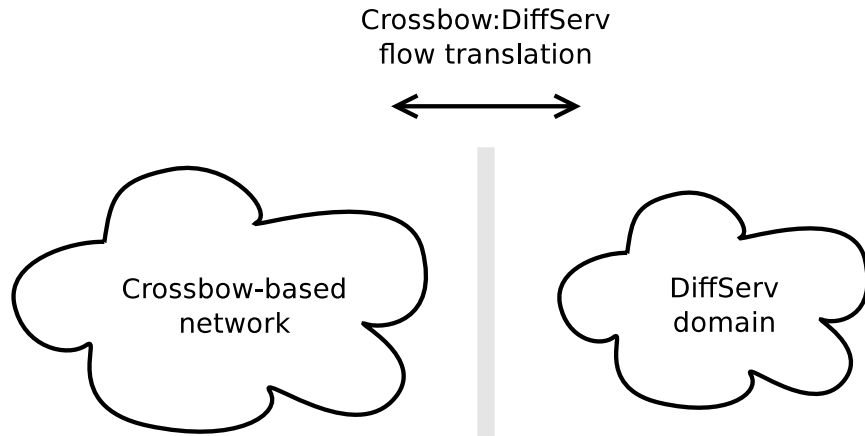 Crossbow:DiffServ
flow translation
Crossbow-based
network
DiffServ
domain